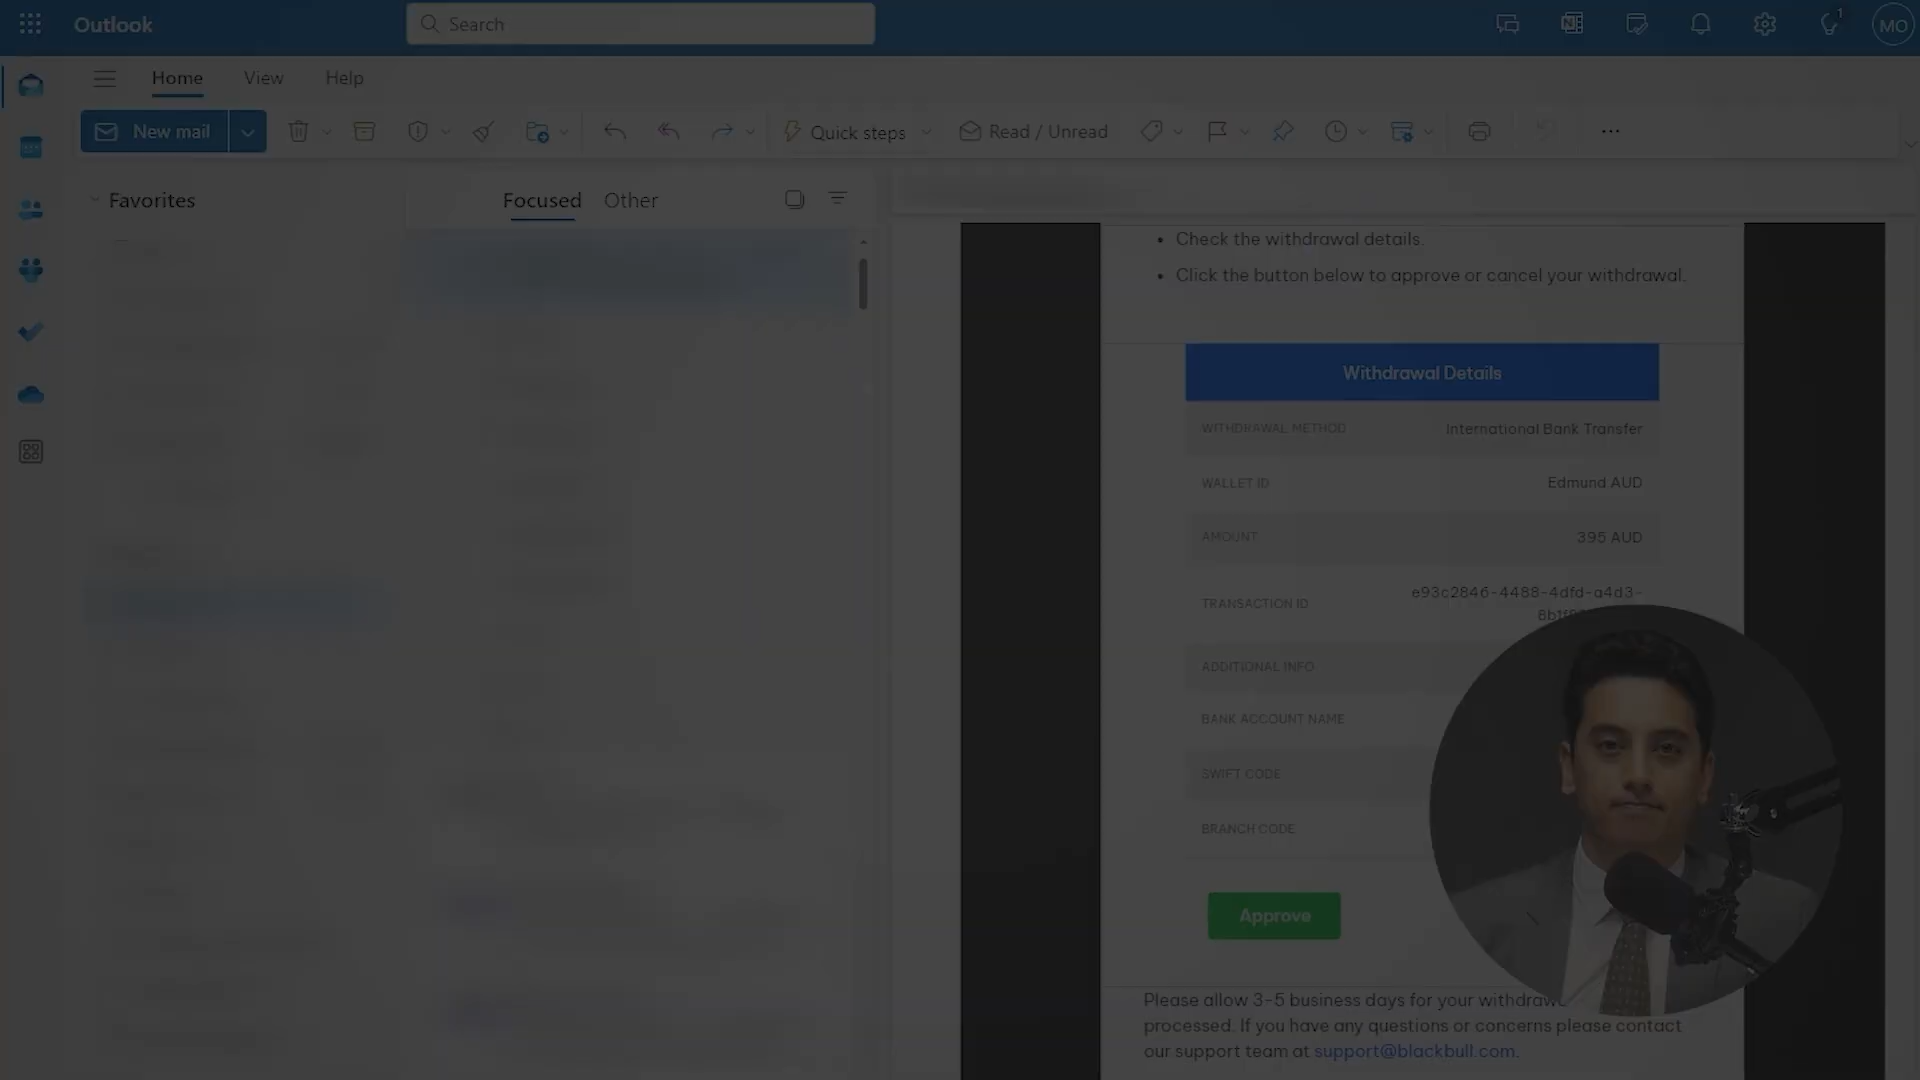 Outlook
Search
1
MO
Home View Help
New mail
Quick steps
Read / Unread
Favorites
Focused Other
• Check the withdrawal details.
• Click the button below to approve or cancel your withdrawal.
Withdrawal Details
WITHDRAWAL METHOD International Bank Transfer
WALLET ID Edmund AUD
AMOUNT 395 AUD
TRANSACTION ID e93c2846-4488-4dfd-a4d3-
ADDITIONAL INFO
BANK ACCOUNT NAME
SWIFT CODE
BRANCH CODE
Approve
Please allow 3-5 business days for your
processed. If you have any questions or concerns please contact
our support team at support@blackbull.com.